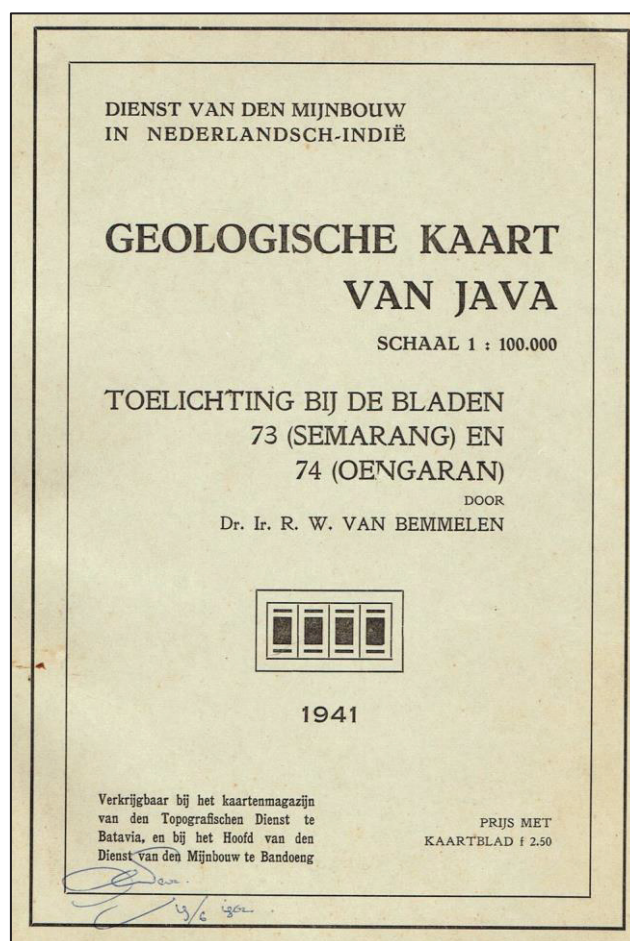 DIENST VAN DEN MIJNBOUW
IN NEDERLANDSCH-INDIË
GEOLOGISCHE KAART
VAN JAVA
SCHAAL 1 : 100.000
TOELICHTING BIJ DE BLADEN
73 (SEMARANG) EN
74 (OENGARAN)
DOOR
Dr. Ir. R. W. VAN BEMMELEN
1941
Verkrijgbaar bij het kaartenmagazijn
van den Topografischen Dienst te
Batavia, en bij het Hoofd van den
Dienst van den Mijnbouw te Bandoeng
PRIJS MET
KAARTBLAD f 2.50